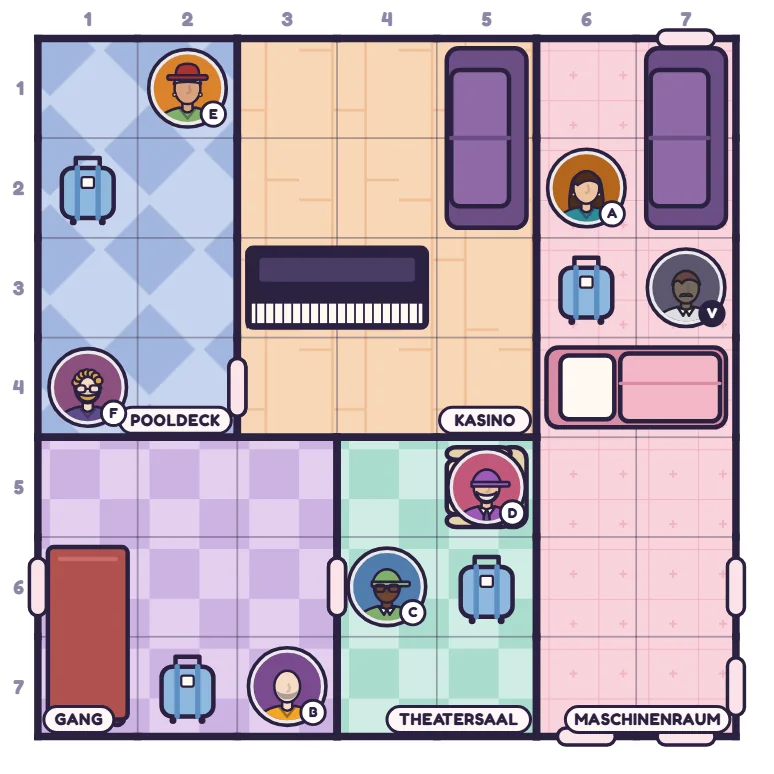 1 2 3 4 5 6 7
1
E
2
A
3
V
4
F POOLDECK KASINO
5
D
6
C
7
B
GANG THEATERSAAL MASCHINENRAUM